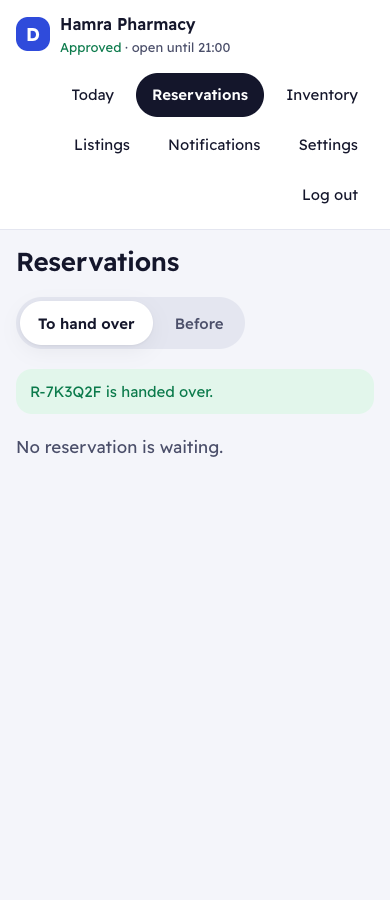 D
Hamra Pharmacy
Approved · open until 21:00
Today
Reservations
Inventory
Listings
Notifications
Settings
Log out
Reservations
To hand over
Before
R-7K3Q2F is handed over.
No reservation is waiting.